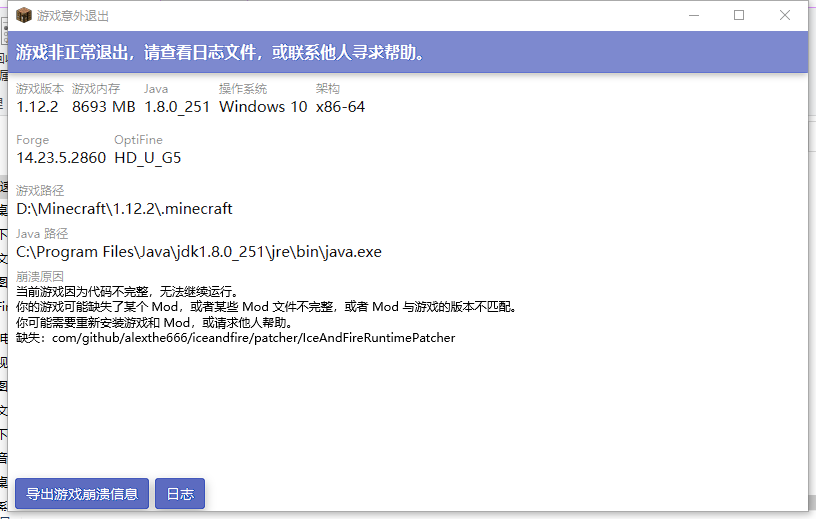 游戏意外退出
游戏非正常退出，请查看日志文件，或联系他人寻求帮助。
游戏版本 游戏内存 Java 操作系统 架构
1.12.2 8693 MB 1.8.0_251 Windows 10 x86-64
Forge OptiFine
14.23.5.2860 HD_U_G5
游戏路径
D:\Minecraft\1.12.2\.minecraft
Java 路径
C:\Program Files\Java\jdk1.8.0_251\jre\bin\java.exe
崩溃原因
当前游戏因为代码不完整，无法继续运行。
你的游戏可能缺失了某个 Mod，或者某些 Mod 文件不完整，或者 Mod 与游戏的版本不匹配。
你可能需要重新安装游戏和 Mod，或请求他人帮助。
缺失：com/github/alexthe666/iceandfire/patcher/IceAndFireRuntimePatcher
导出游戏崩溃信息 日志